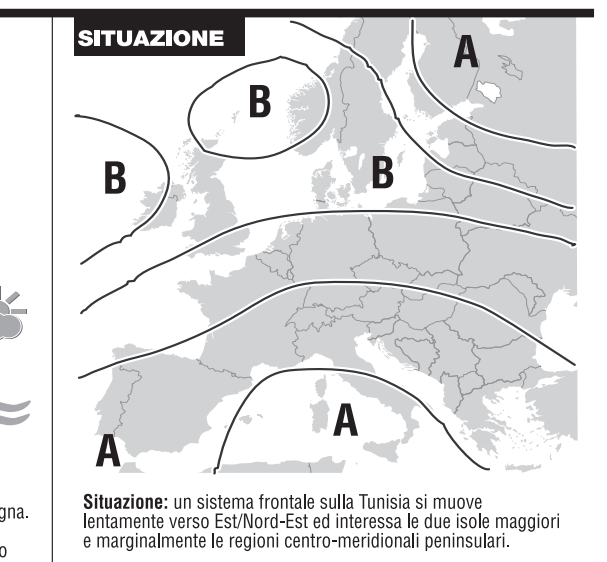 SITUAZIONE
A
B
B
B
A
A
gna.
o
Situazione: un sistema frontale sulla Tunisia si muove
lentamente verso Est/Nord-Est ed interessa le due isole maggiori
e marginalmente le regioni centro-meridionali peninsulari.